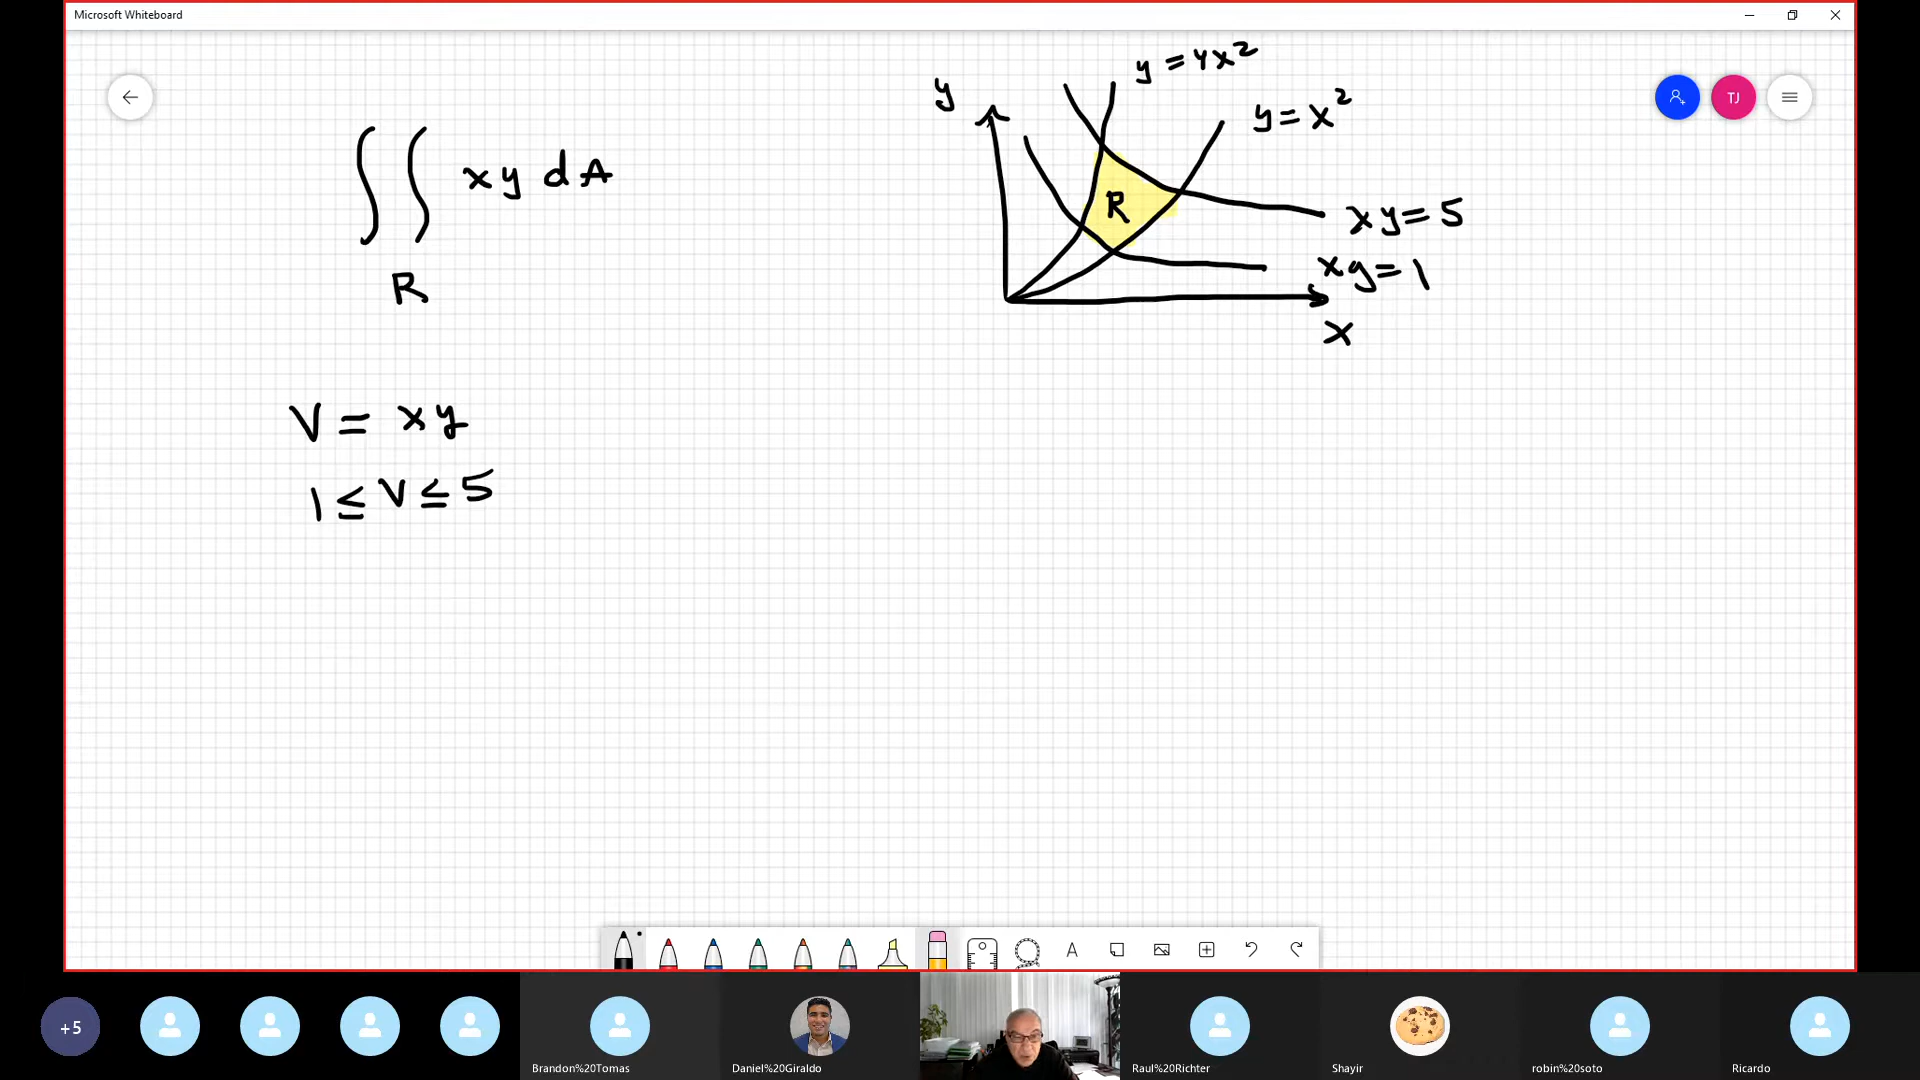 Microsoft Whiteboard
y = 4x²
y
y = x²
TJ
∫∫ xy dA
R
R
xy = 5
xy = 1
x
V = xy
1 ≤ V ≤ 5
A
+5
Brandon%20Tomas
Daniel%20Giraldo
Raul%20Richter
Shayir
robin%20soto
Ricardo